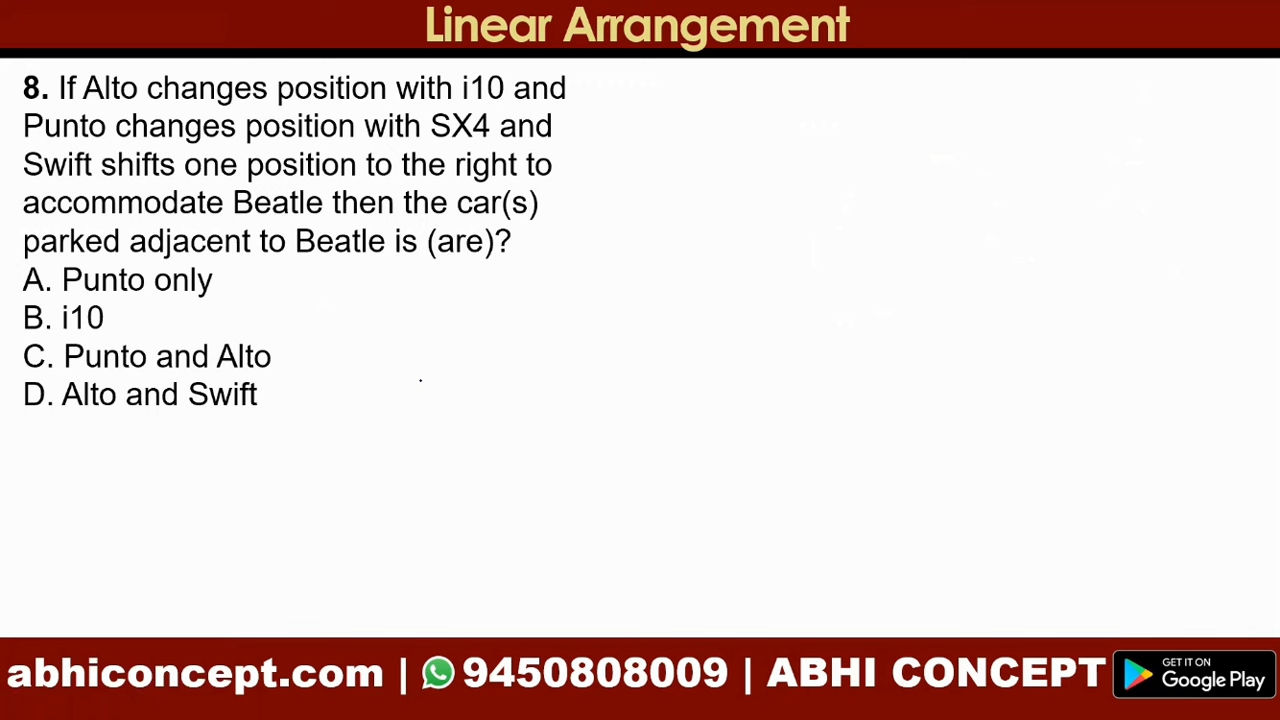 Linear Arrangement
8. If Alto changes position with i10 and
Punto changes position with SX4 and
Swift shifts one position to the right to
accommodate Beatle then the car(s)
parked adjacent to Beatle is (are)?
A. Punto only
B. i10
C. Punto and Alto
D. Alto and Swift
abhiconcept.com | 9450808009 | ABHI CONCEPT
GET IT ON
Google Play